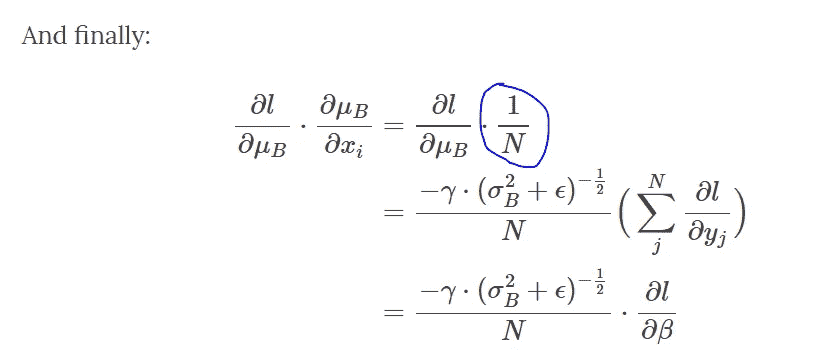 And finally:
∂l/∂μ_B · ∂μ_B/∂x_i = ∂l/∂μ_B · 1/N
= −γ · (σ_B^2 + ϵ)^{−1/2} / N (∑_j^N ∂l/∂y_j)
= −γ · (σ_B^2 + ϵ)^{−1/2} / N · ∂l/∂β